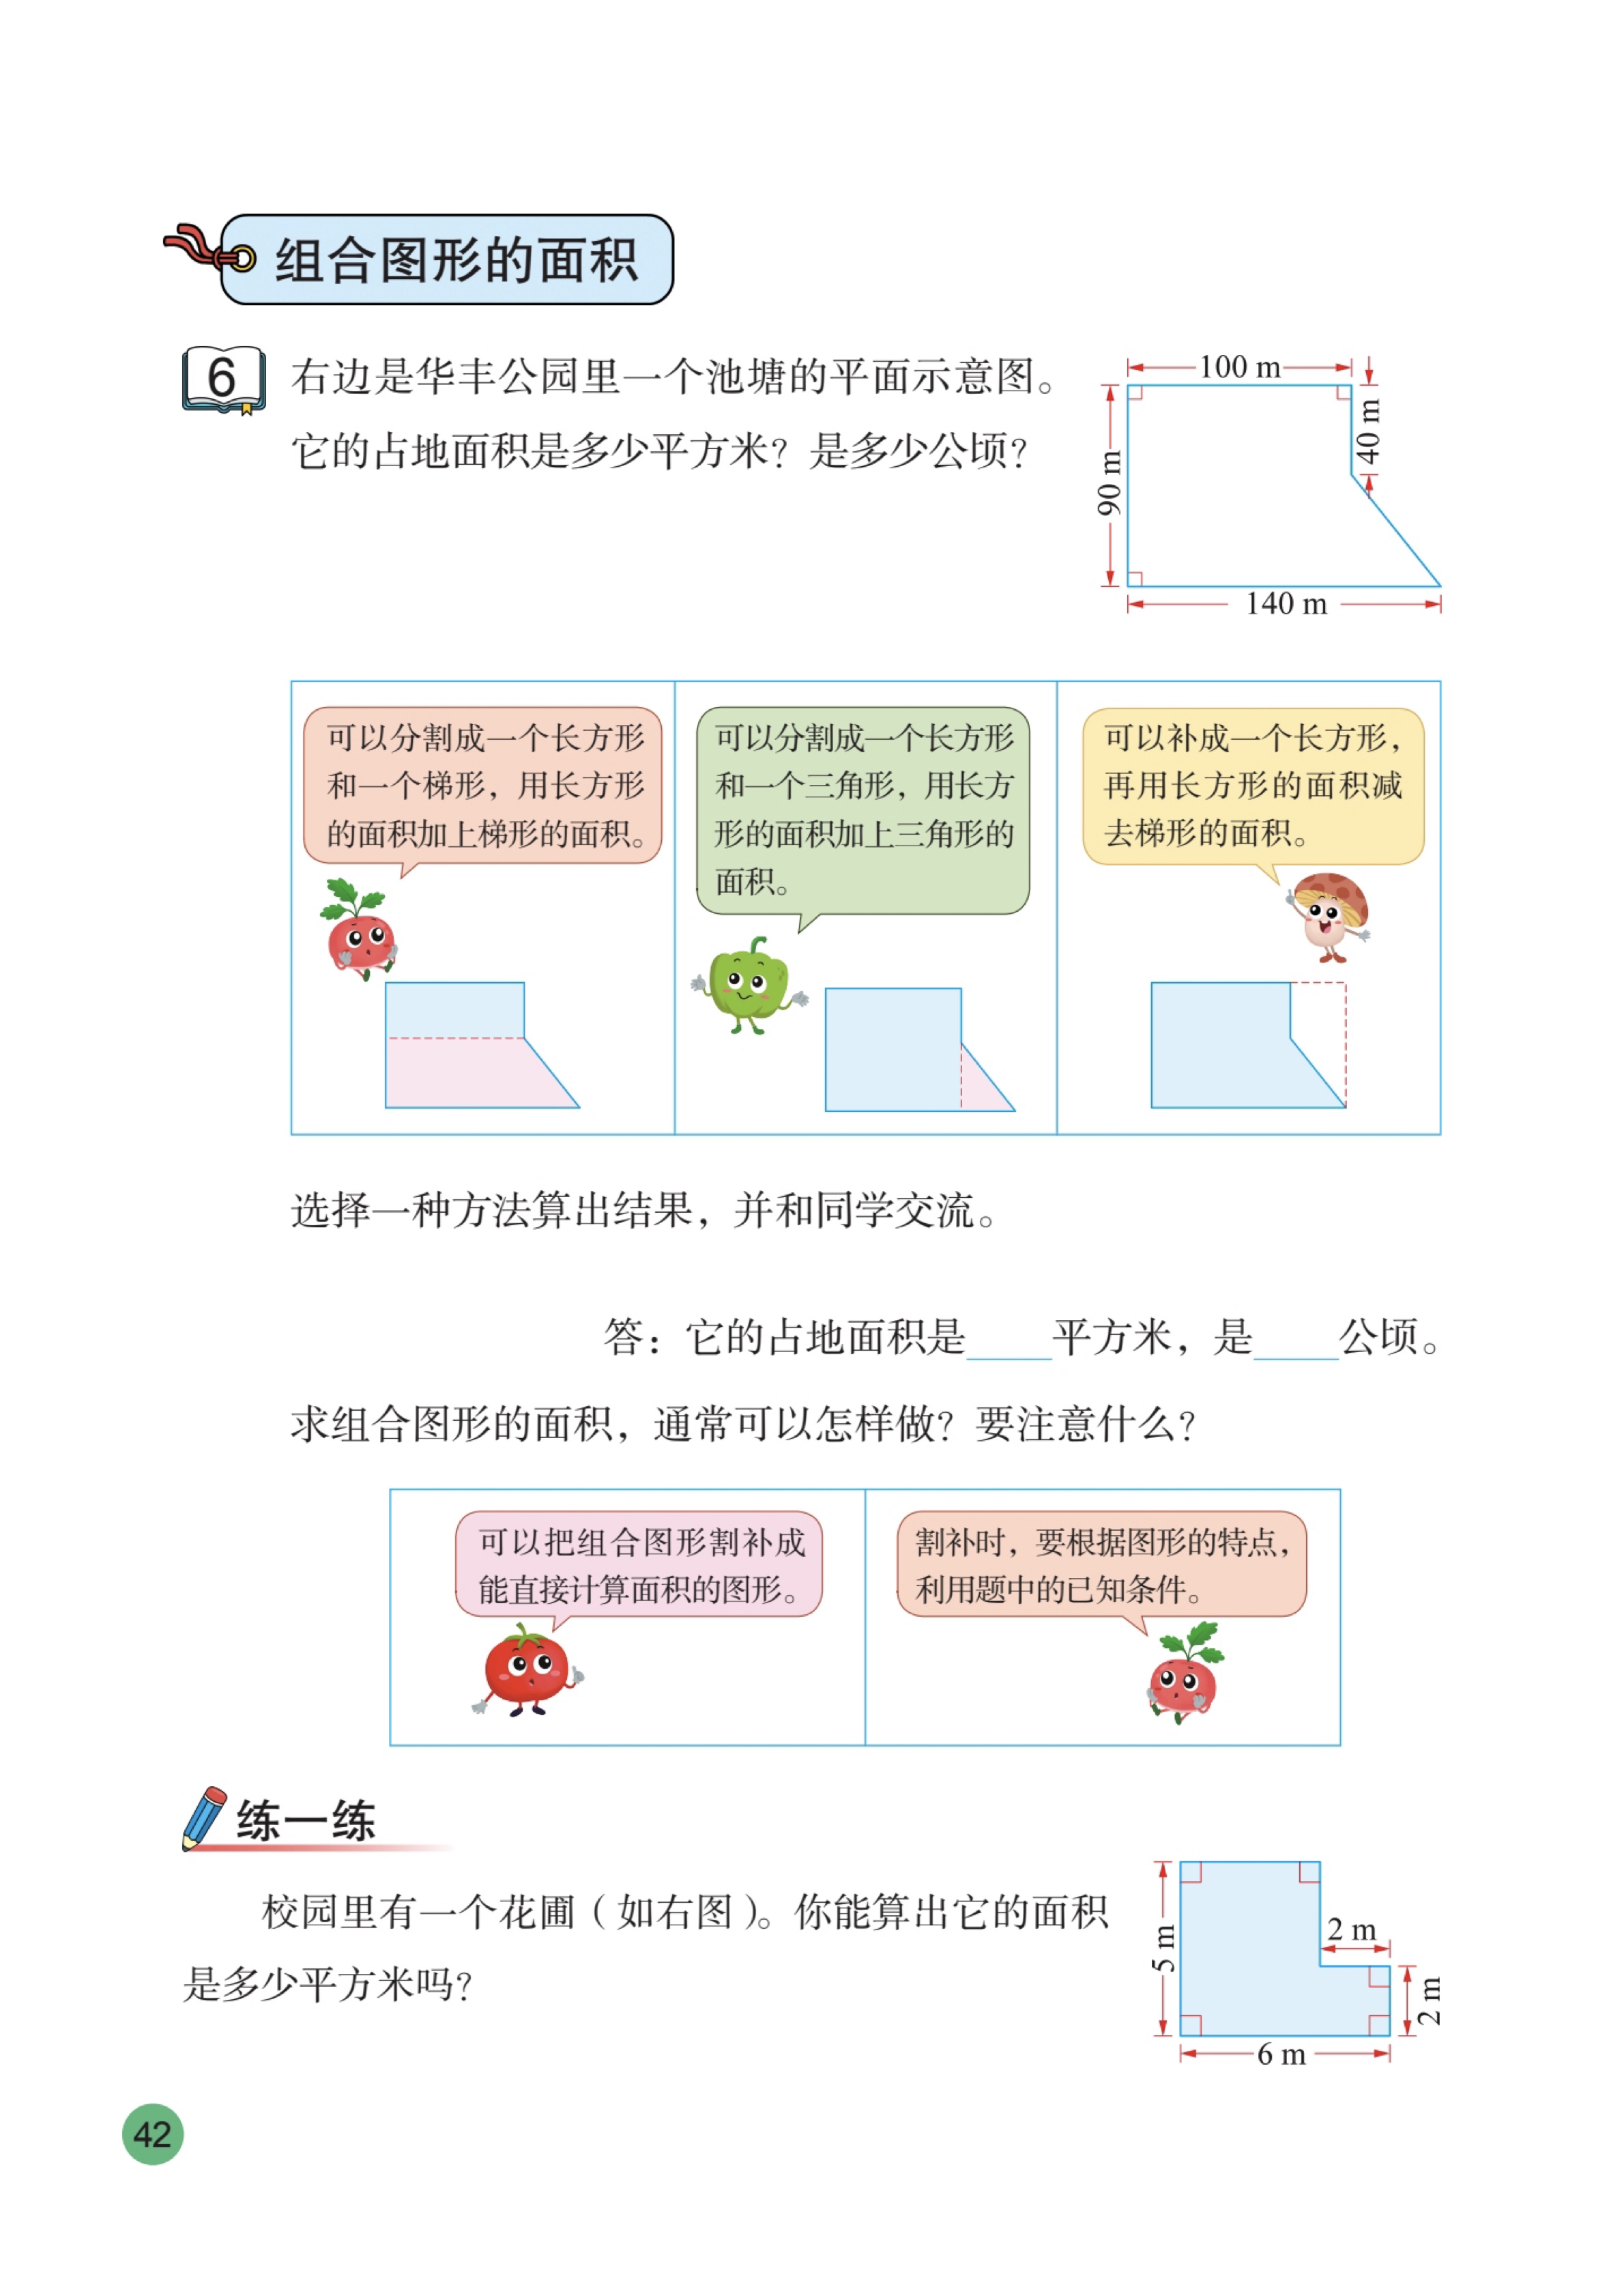 组合图形的面积
6
右边是华丰公园里一个池塘的平面示意图。
它的占地面积是多少平方米？是多少公顷？
100 m
40 m
90 m
140 m
可以分割成一个长方形
和一个梯形，用长方形
的面积加上梯形的面积。
可以分割成一个长方形
和一个三角形，用长方
形的面积加上三角形的
面积。
可以补成一个长方形，
再用长方形的面积减
去梯形的面积。
选择一种方法算出结果，并和同学交流。
答：它的占地面积是____平方米，是____公顷。
求组合图形的面积，通常可以怎样做？要注意什么？
可以把组合图形割补成
能直接计算面积的图形。
割补时，要根据图形的特点，
利用题中的已知条件。
练一练
校园里有一个花圃（如右图）。你能算出它的面积
是多少平方米吗？
5 m
2 m
2 m
6 m
42